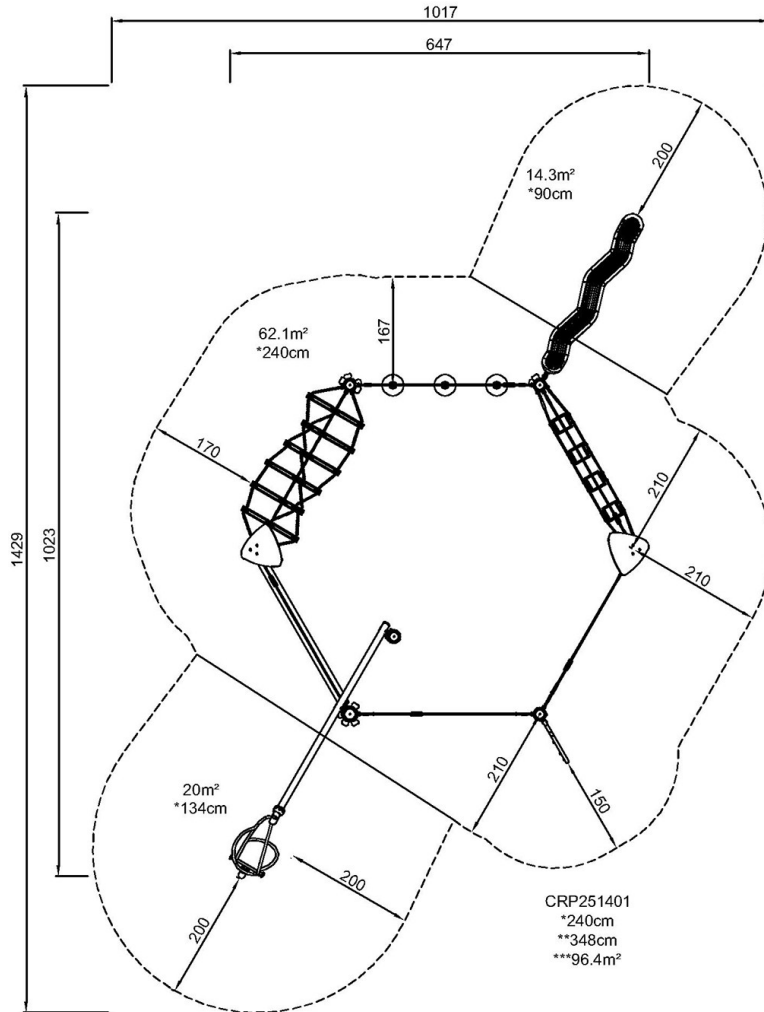 1017
647
200
14.3m²
*90cm
167
62.1m²
*240cm
170
210
1429
1023
210
20m²
*134cm
210
150
200
200
CRP251401
*240cm
**348cm
***96.4m²